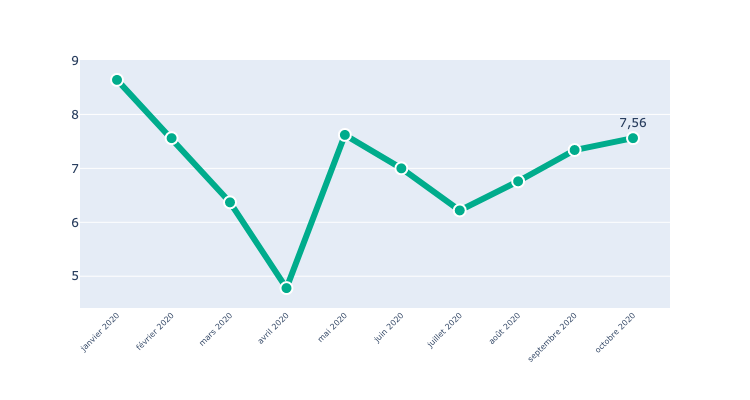 9
8
7
6
5
7,56
janvier 2020
février 2020
mars 2020
avril 2020
mai 2020
juin 2020
juillet 2020
août 2020
septembre 2020
octobre 2020